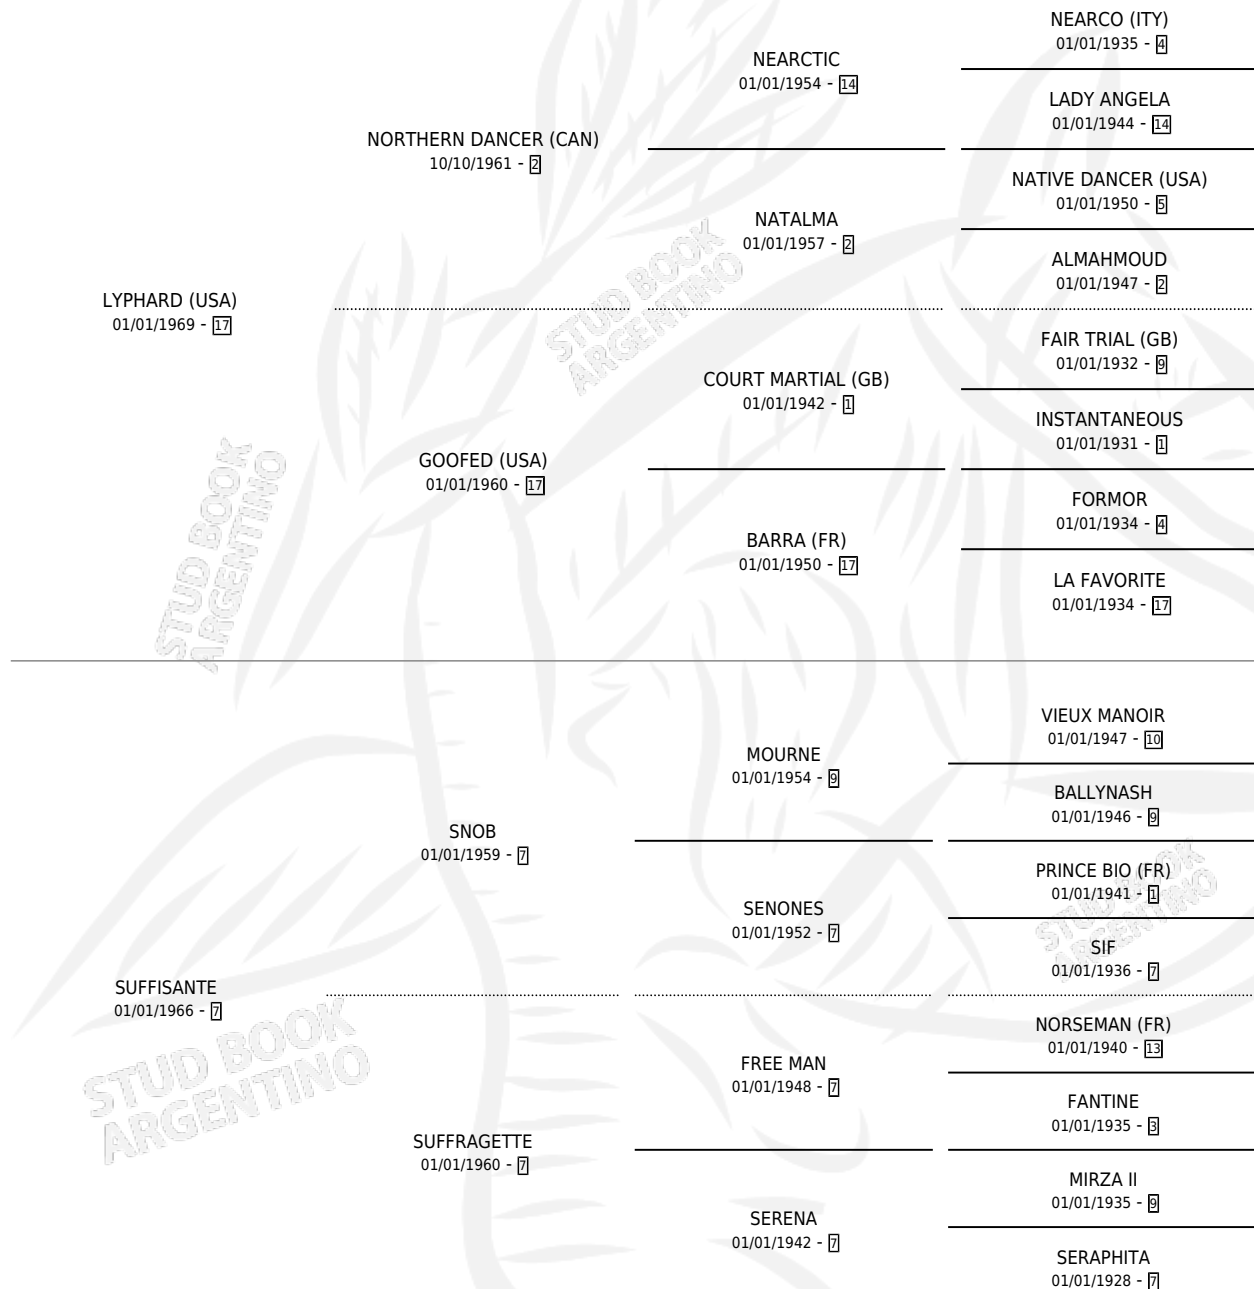 NEARCO (ITY)
01/01/1935 - 4
NEARCTIC
01/01/1954 - 14
LADY ANGELA
01/01/1944 - 14
NORTHERN DANCER (CAN)
10/10/1961 - 2
NATIVE DANCER (USA)
01/01/1950 - 5
NATALMA
01/01/1957 - 2
ALMAHMOUD
01/01/1947 - 2
LYPHARD (USA)
01/01/1969 - 17
FAIR TRIAL (GB)
01/01/1932 - 9
COURT MARTIAL (GB)
01/01/1942 - 1
INSTANTANEOUS
01/01/1931 - 1
GOOFED (USA)
01/01/1960 - 17
FORMOR
01/01/1934 - 4
BARRA (FR)
01/01/1950 - 17
LA FAVORITE
01/01/1934 - 17
VIEUX MANOIR
01/01/1947 - 10
MOURNE
01/01/1954 - 9
BALLYNASH
01/01/1946 - 9
SNOB
01/01/1959 - 7
PRINCE BIO (FR)
01/01/1941 - 1
SENONES
01/01/1952 - 7
SIF
01/01/1936 - 7
SUFFISANTE
01/01/1966 - 7
NORSEMAN (FR)
01/01/1940 - 13
FREE MAN
01/01/1948 - 7
FANTINE
01/01/1935 - 3
SUFFRAGETTE
01/01/1960 - 7
MIRZA II
01/01/1935 - 9
SERENA
01/01/1942 - 7
SERAPHITA
01/01/1928 - 7
STUD BOOK
ARGENTINO
STUD BOOK
ARGENTINO
STUD BOOK
ARGENTINO
STUD BOOK
ARGENTINO